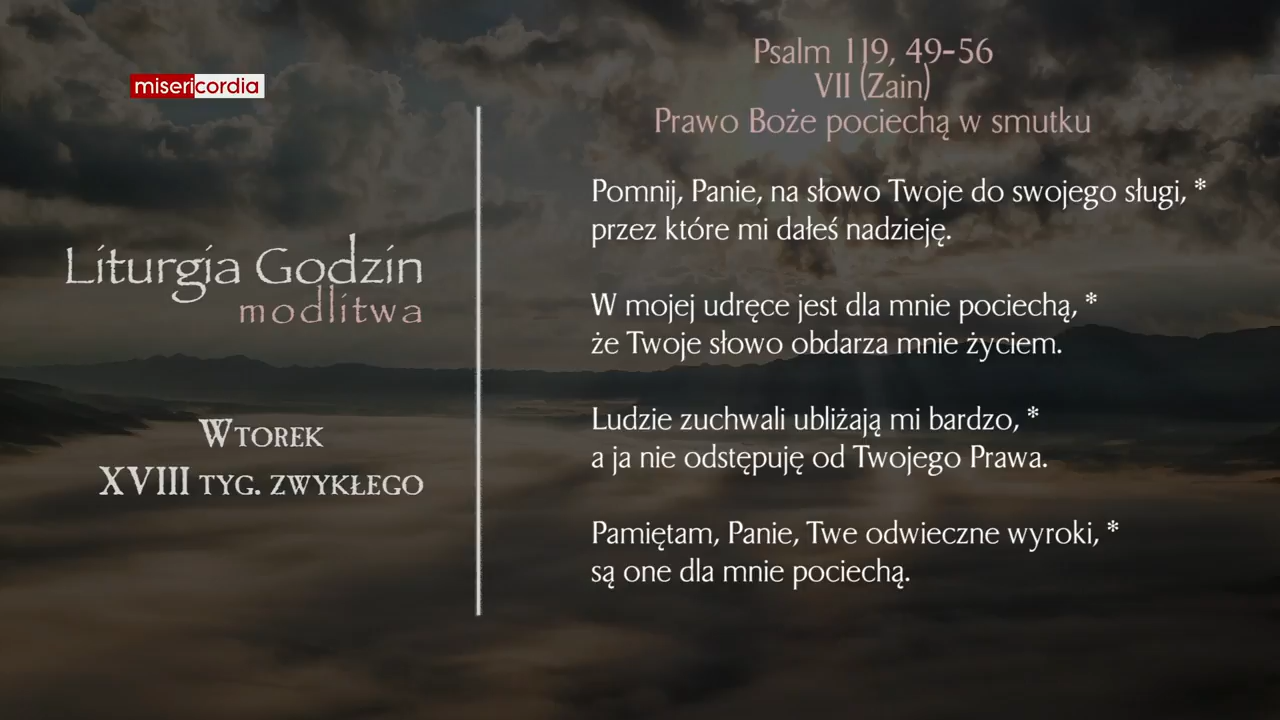 misericordia
Liturgia Godzin
modlitwa
Wtorek
XVIII tyg. zwykłego
Psalm 119, 49-56
VII (Zain)
Prawo Boże pociechą w smutku
Pomnij, Panie, na słowo Twoje do swojego sługi, *
przez które mi dałeś nadzieję.
W mojej udręce jest dla mnie pociechą, *
że Twoje słowo obdarza mnie życiem.
Ludzie zuchwali ubliżają mi bardzo, *
a ja nie odstępuję od Twojego Prawa.
Pamiętam, Panie, Twe odwieczne wyroki, *
są one dla mnie pociechą.